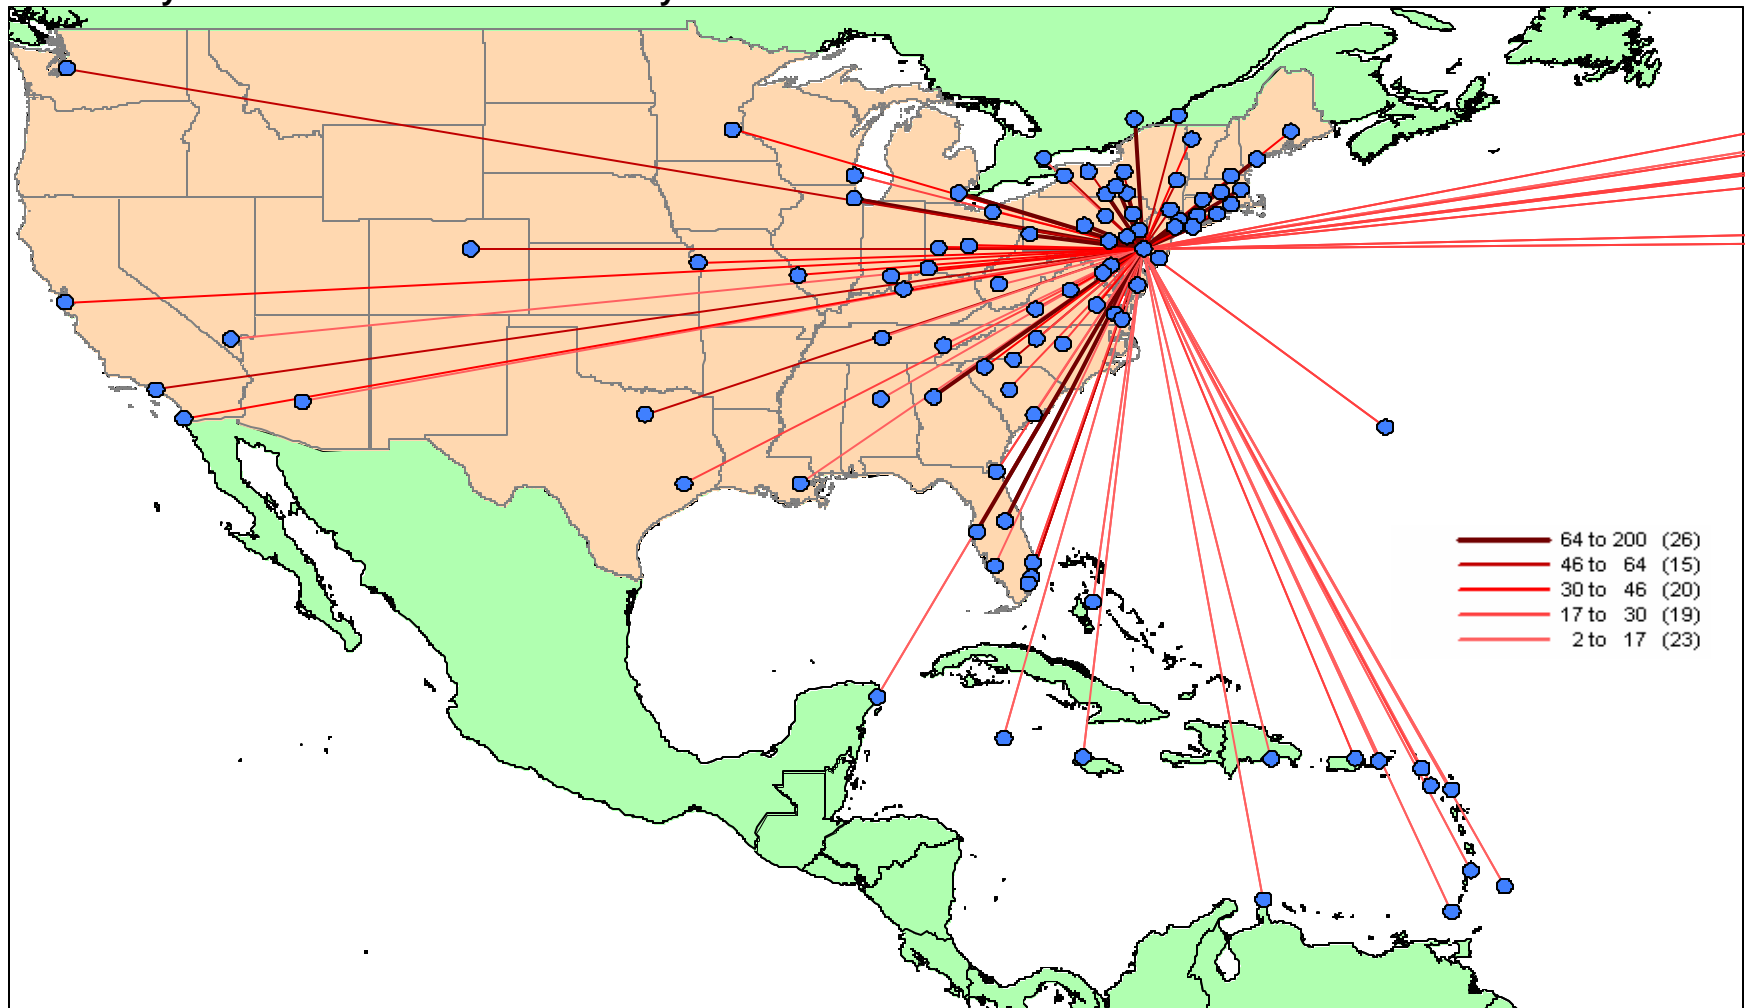 64 to 200 (26)
46 to 64 (15)
30 to 46 (20)
17 to 30 (19)
2 to 17 (23)